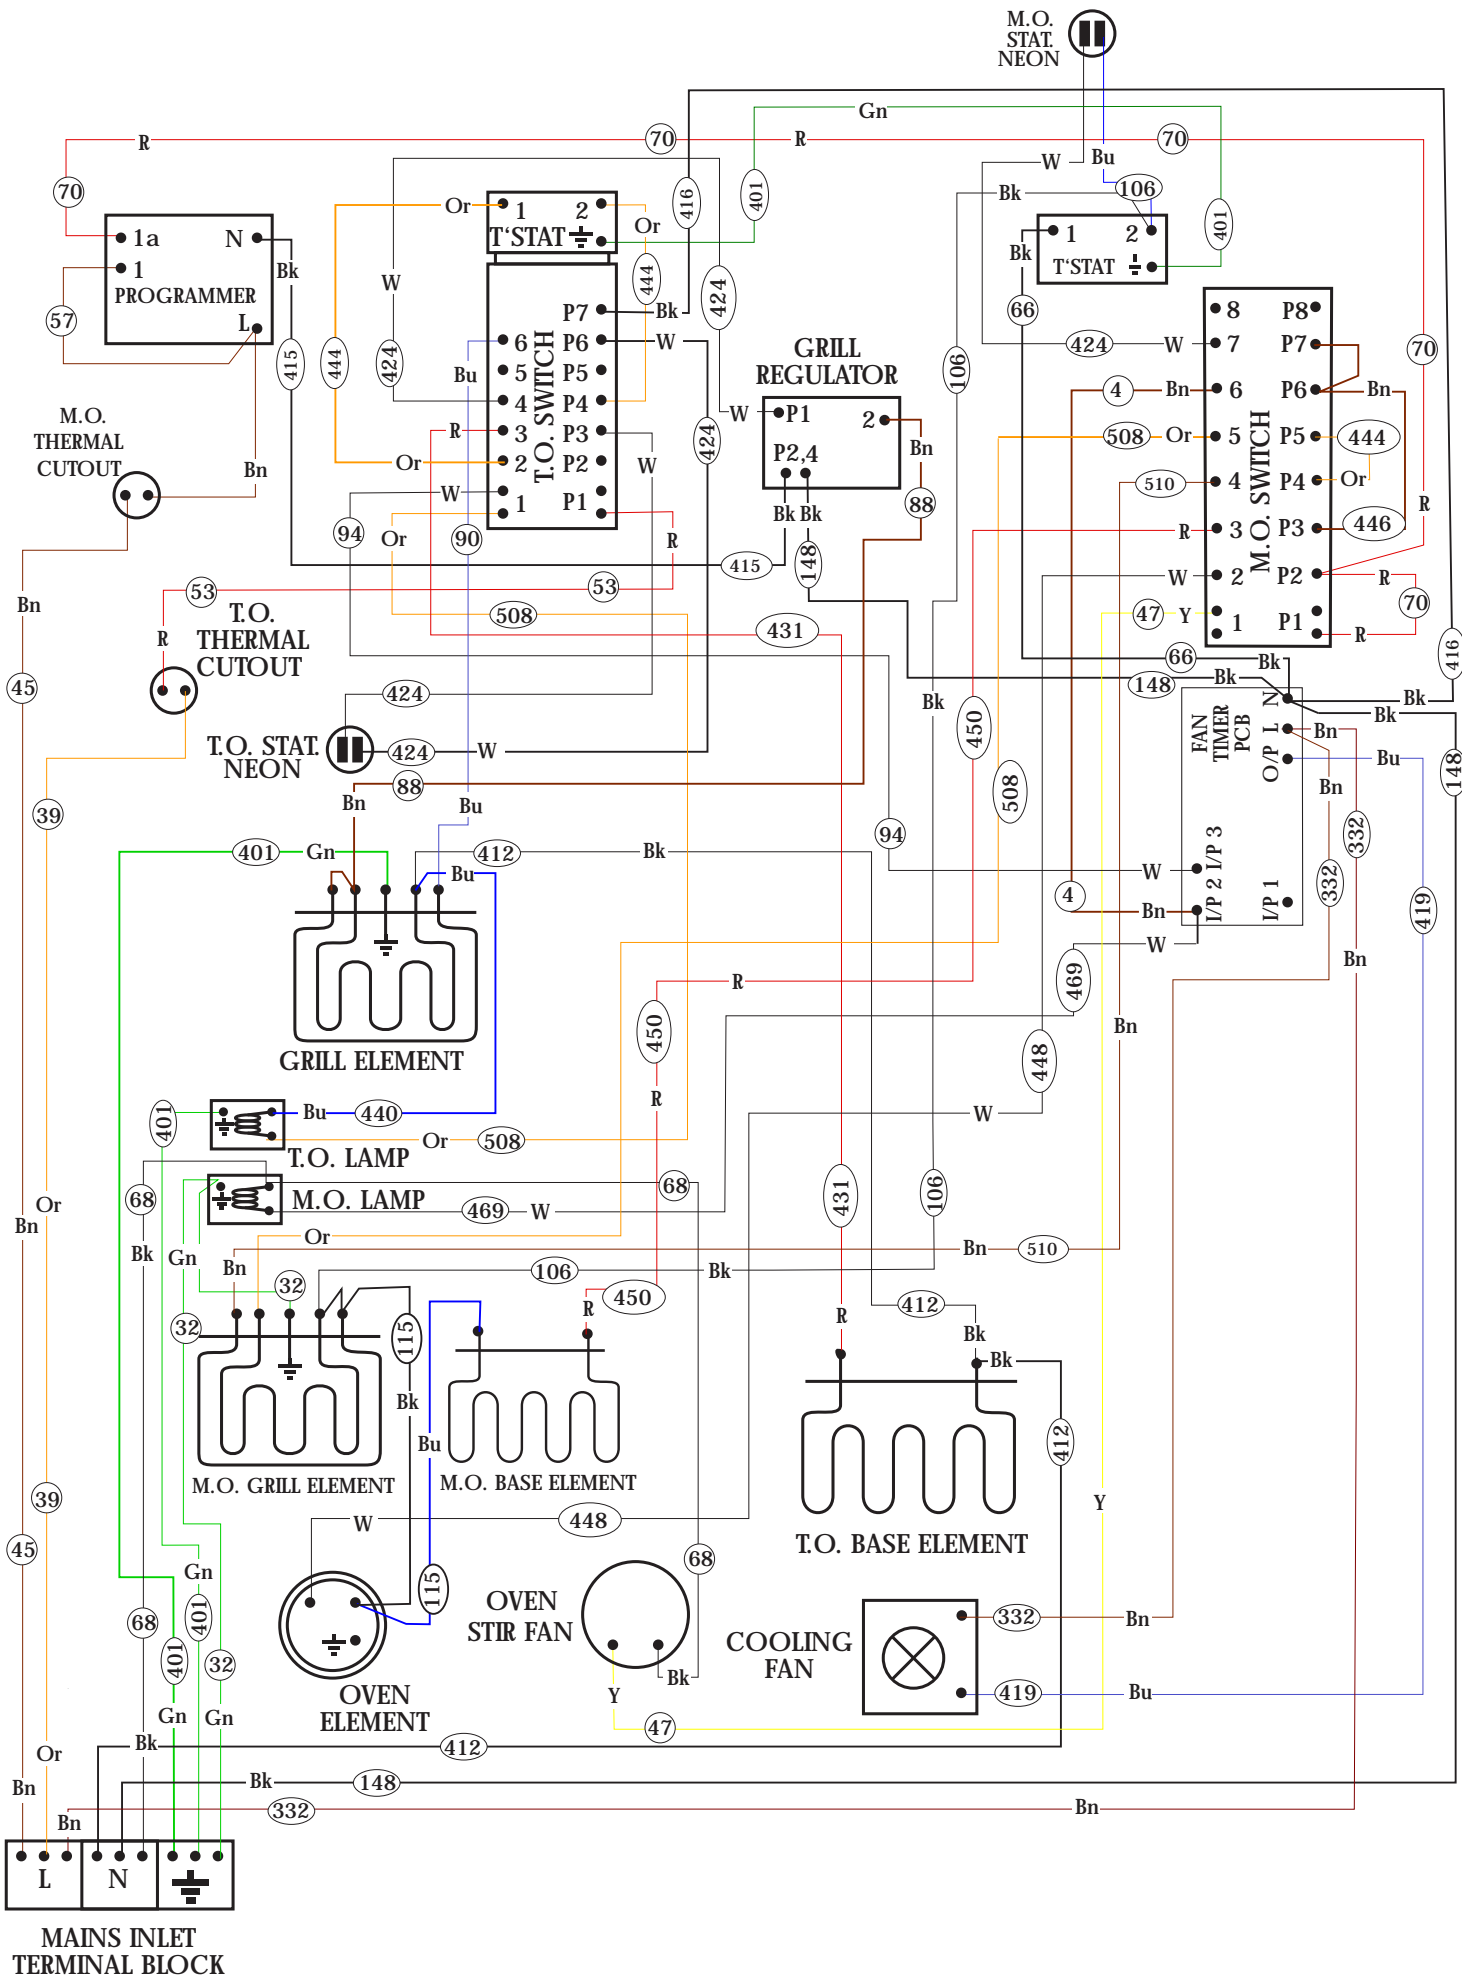 M.O.
STAT.
NEON
Gn
R
70
R
70
W
Bu
70
416
401
Bk
106
401
Or
1
2
Or
T'STAT
1a
N
1
PROGRAMMER
L
Bk
57
415
W
444
424
444
424
P7
Bk
6
P6
W
5
P5
4
P4
3
P3
2
P2
1
P1
T.O. SWITCH
Bu
R
Or
W
Or
W
R
94
90
424
GRILL
REGULATOR
W
P1
2
P2,4
Bn
Bk
Bk
88
148
415
106
Bk
66
1
2
T'STAT
8
P8
424
W
7
P7
70
4
Bn
6
P6
Bn
508
Or
5
P5
444
510
4
P4
Or
R
3
P3
446
R
W
2
P2
R
70
47
Y
1
P1
R
M.O. SWITCH
M.O.
THERMAL
CUTOUT
Bn
Bn
53
53
R
T.O.
THERMAL
CUTOUT
508
431
66
Bk
416
148
Bk
Bk
Bk
Bk
45
424
T.O. STAT.
NEON
424
W
88
Bn
Bu
450
508
FAN
TIMER
PCB
N
L
O/P
I/P 3
I/P 2
I/P 1
Bn
Bu
148
Bn
39
94
332
W
332
419
4
Bn
W
Bn
401
Gn
412
Bk
Bu
469
R
450
Bn
448
GRILL ELEMENT
R
W
401
Bu
440
Or
508
T.O. LAMP
68
68
M.O. LAMP
469
W
431
106
Or
Bn
Bk
Gn
Or
Bn
510
Bn
106
Bk
32
450
32
115
R
412
R
Bk
Bk
Bk
Bu
412
M.O. GRILL ELEMENT
M.O. BASE ELEMENT
T.O. BASE ELEMENT
39
45
W
448
Y
68
Gn
115
401
OVEN
STIR FAN
68
401
32
COOLING
FAN
332
Bn
Bk
OVEN
ELEMENT
Y
419
Bu
Gn
Gn
47
Bk
412
Or
Bn
Bk
148
Bn
332
Bn
L
N
MAINS INLET
TERMINAL BLOCK